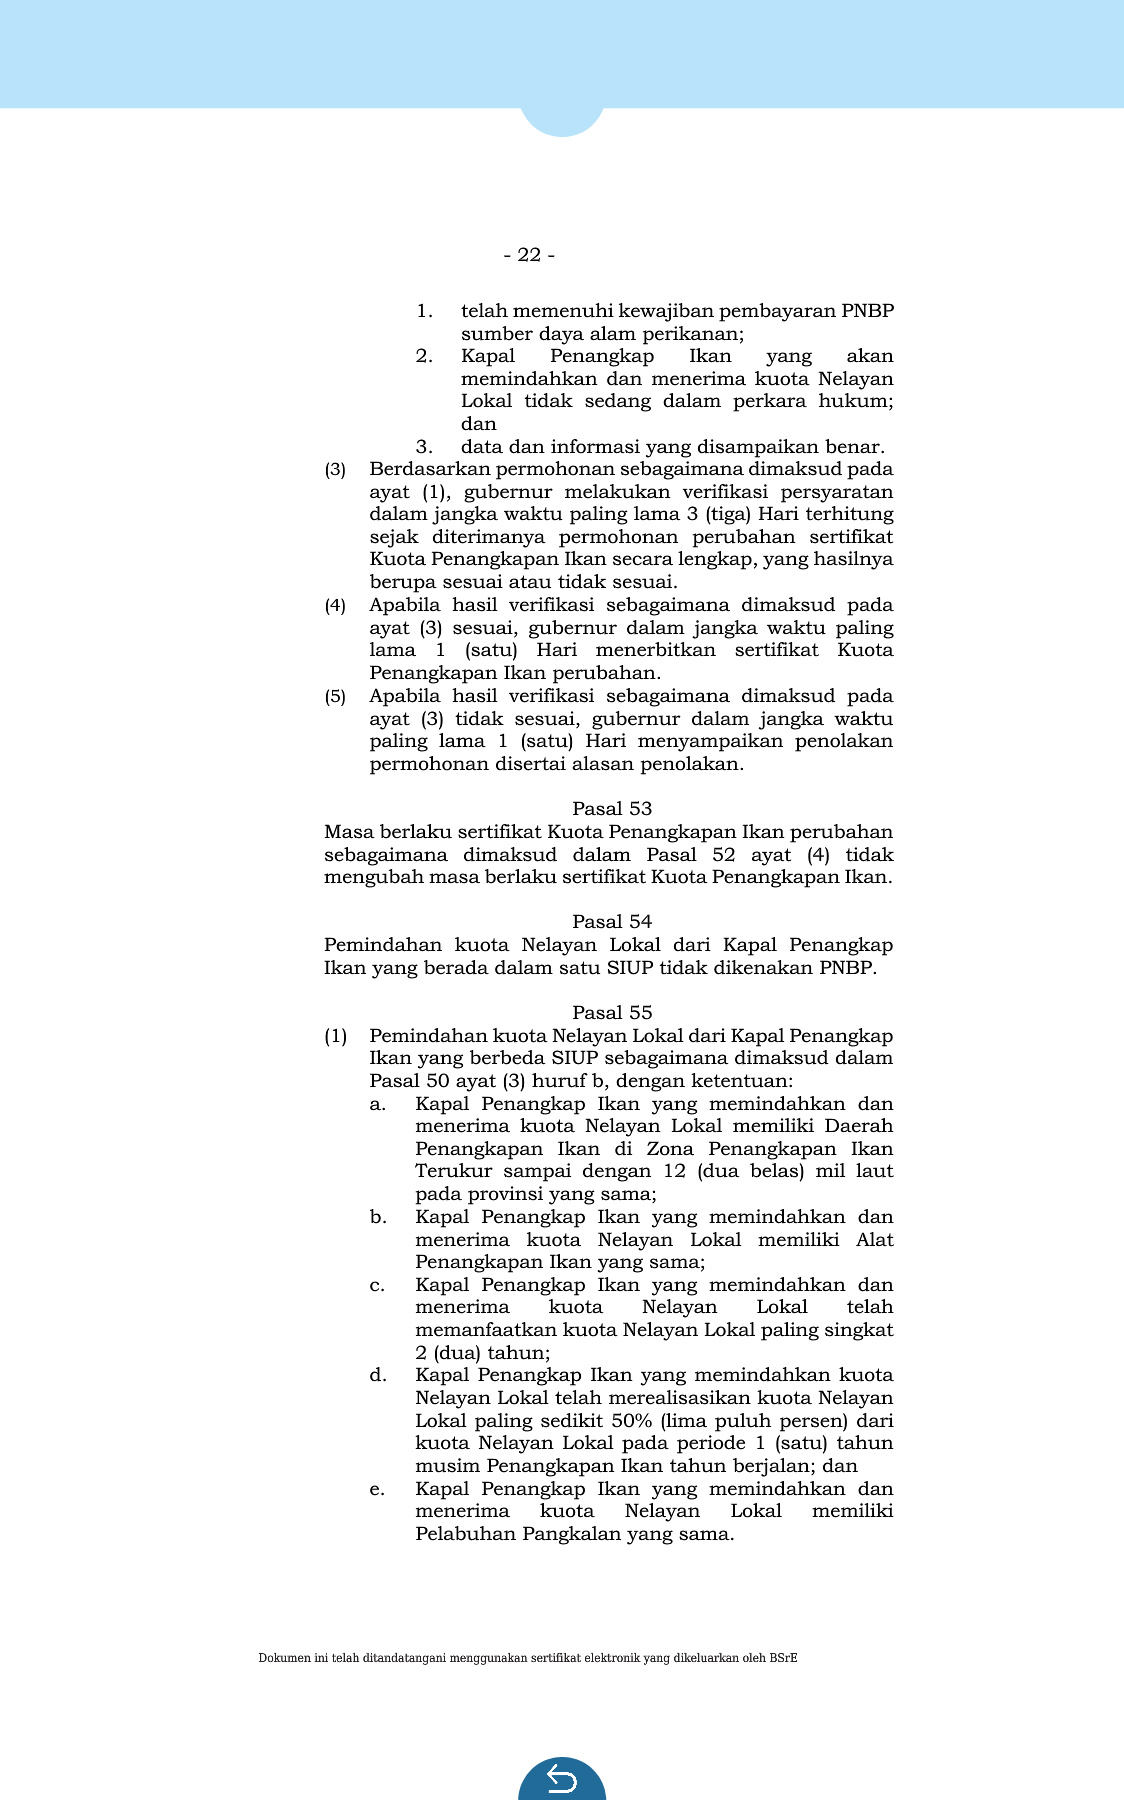 - 22 -
1. telah memenuhi kewajiban pembayaran PNBP
sumber daya alam perikanan;
2. Kapal Penangkap Ikan yang akan
memindahkan dan menerima kuota Nelayan
Lokal tidak sedang dalam perkara hukum;
dan
3. data dan informasi yang disampaikan benar.
(3) Berdasarkan permohonan sebagaimana dimaksud pada
ayat (1), gubernur melakukan verifikasi persyaratan
dalam jangka waktu paling lama 3 (tiga) Hari terhitung
sejak diterimanya permohonan perubahan sertifikat
Kuota Penangkapan Ikan secara lengkap, yang hasilnya
berupa sesuai atau tidak sesuai.
(4) Apabila hasil verifikasi sebagaimana dimaksud pada
ayat (3) sesuai, gubernur dalam jangka waktu paling
lama 1 (satu) Hari menerbitkan sertifikat Kuota
Penangkapan Ikan perubahan.
(5) Apabila hasil verifikasi sebagaimana dimaksud pada
ayat (3) tidak sesuai, gubernur dalam jangka waktu
paling lama 1 (satu) Hari menyampaikan penolakan
permohonan disertai alasan penolakan.
Pasal 53
Masa berlaku sertifikat Kuota Penangkapan Ikan perubahan
sebagaimana dimaksud dalam Pasal 52 ayat (4) tidak
mengubah masa berlaku sertifikat Kuota Penangkapan Ikan.
Pasal 54
Pemindahan kuota Nelayan Lokal dari Kapal Penangkap
Ikan yang berada dalam satu SIUP tidak dikenakan PNBP.
Pasal 55
(1) Pemindahan kuota Nelayan Lokal dari Kapal Penangkap
Ikan yang berbeda SIUP sebagaimana dimaksud dalam
Pasal 50 ayat (3) huruf b, dengan ketentuan:
a. Kapal Penangkap Ikan yang memindahkan dan
menerima kuota Nelayan Lokal memiliki Daerah
Penangkapan Ikan di Zona Penangkapan Ikan
Terukur sampai dengan 12 (dua belas) mil laut
pada provinsi yang sama;
b. Kapal Penangkap Ikan yang memindahkan dan
menerima kuota Nelayan Lokal memiliki Alat
Penangkapan Ikan yang sama;
c. Kapal Penangkap Ikan yang memindahkan dan
menerima kuota Nelayan Lokal telah
memanfaatkan kuota Nelayan Lokal paling singkat
2 (dua) tahun;
d. Kapal Penangkap Ikan yang memindahkan kuota
Nelayan Lokal telah merealisasikan kuota Nelayan
Lokal paling sedikit 50% (lima puluh persen) dari
kuota Nelayan Lokal pada periode 1 (satu) tahun
musim Penangkapan Ikan tahun berjalan; dan
e. Kapal Penangkap Ikan yang memindahkan dan
menerima kuota Nelayan Lokal memiliki
Pelabuhan Pangkalan yang sama.
Dokumen ini telah ditandatangani menggunakan sertifikat elektronik yang dikeluarkan oleh BSrE